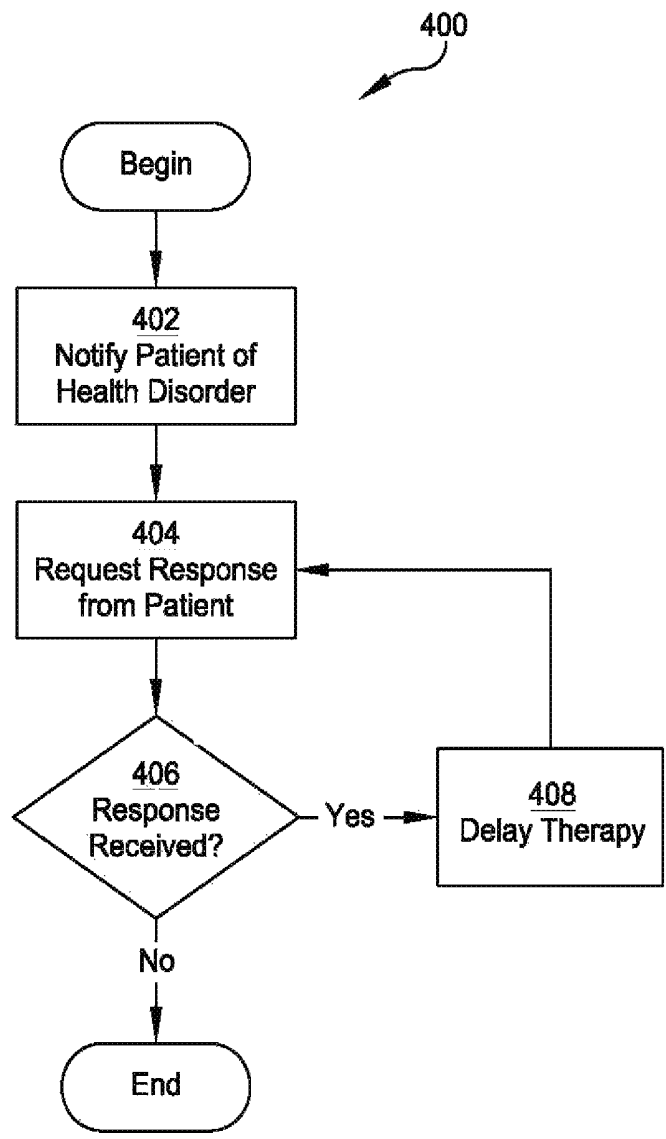 400
Begin
402
Notify Patient of
Health Disorder
404
Request Response
from Patient
406
Response
Received?
Yes
408
Delay Therapy
No
End